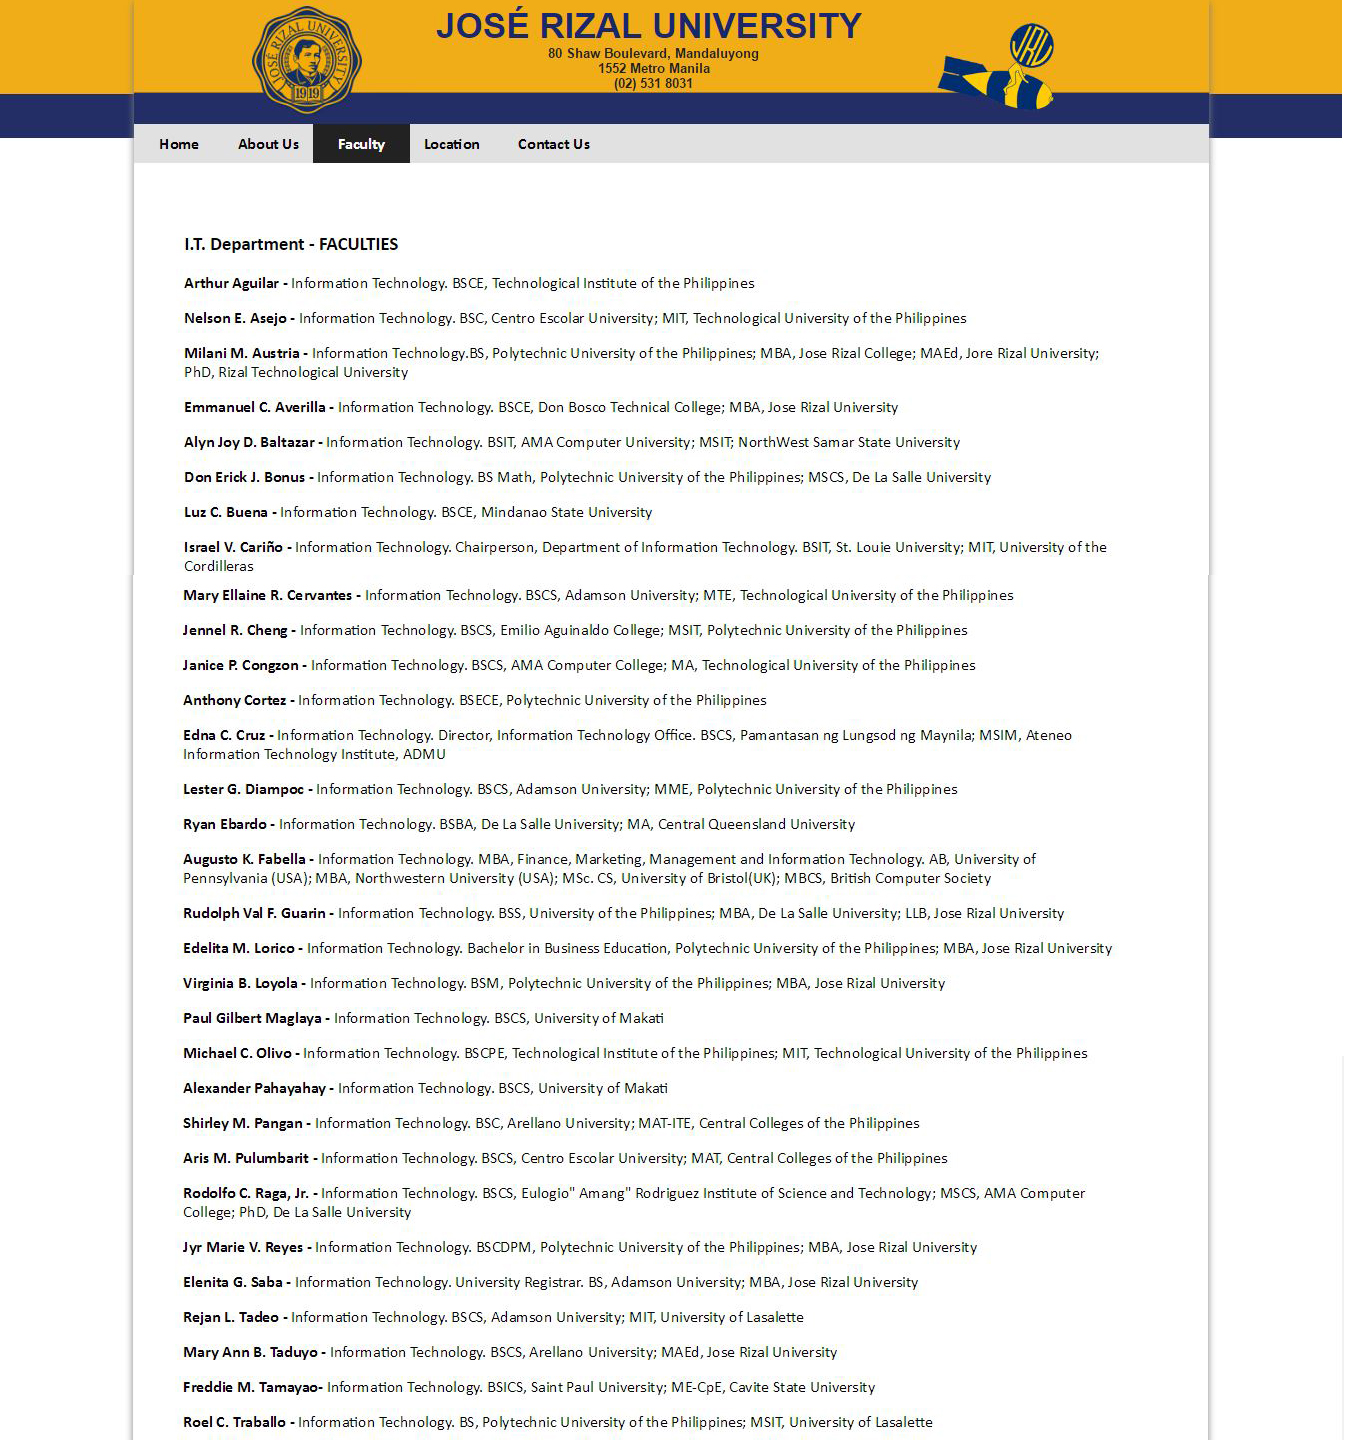 JOSÉ RIZAL UNIVERSITY
80 Shaw Boulevard, Mandaluyong
1552 Metro Manila
(02) 531 8031
JOSÉ RIZAL UNIVERSITY
1919
JRU
Home About Us Faculty Location Contact Us
I.T. Department - FACULTIES
Arthur Aguilar - Information Technology. BSCE, Technological Institute of the Philippines
Nelson E. Asejo - Information Technology. BSC, Centro Escolar University; MIT, Technological University of the Philippines
Milani M. Austria - Information Technology.BS, Polytechnic University of the Philippines; MBA, Jose Rizal College; MAEd, Jore Rizal University;
PhD, Rizal Technological University
Emmanuel C. Averilla - Information Technology. BSCE, Don Bosco Technical College; MBA, Jose Rizal University
Alyn Joy D. Baltazar - Information Technology. BSIT, AMA Computer University; MSIT; NorthWest Samar State University
Don Erick J. Bonus - Information Technology. BS Math, Polytechnic University of the Philippines; MSCS, De La Salle University
Luz C. Buena - Information Technology. BSCE, Mindanao State University
Israel V. Cariño - Information Technology. Chairperson, Department of Information Technology. BSIT, St. Louie University; MIT, University of the
Cordilleras
Mary Ellaine R. Cervantes - Information Technology. BSCS, Adamson University; MTE, Technological University of the Philippines
Jennel R. Cheng - Information Technology. BSCS, Emilio Aguinaldo College; MSIT, Polytechnic University of the Philippines
Janice P. Congzon - Information Technology. BSCS, AMA Computer College; MA, Technological University of the Philippines
Anthony Cortez - Information Technology. BSECE, Polytechnic University of the Philippines
Edna C. Cruz - Information Technology. Director, Information Technology Office. BSCS, Pamantasan ng Lungsod ng Maynila; MSIM, Ateneo
Information Technology Institute, ADMU
Lester G. Diampoc - Information Technology. BSCS, Adamson University; MME, Polytechnic University of the Philippines
Ryan Ebardo - Information Technology. BSBA, De La Salle University; MA, Central Queensland University
Augusto K. Fabella - Information Technology. MBA, Finance, Marketing, Management and Information Technology. AB, University of
Pennsylvania (USA); MBA, Northwestern University (USA); MSc. CS, University of Bristol(UK); MBCS, British Computer Society
Rudolph Val F. Guarin - Information Technology. BSS, University of the Philippines; MBA, De La Salle University; LLB, Jose Rizal University
Edelita M. Lorico - Information Technology. Bachelor in Business Education, Polytechnic University of the Philippines; MBA, Jose Rizal University
Virginia B. Loyola - Information Technology. BSM, Polytechnic University of the Philippines; MBA, Jose Rizal University
Paul Gilbert Maglaya - Information Technology. BSCS, University of Makati
Michael C. Olivo - Information Technology. BSCPE, Technological Institute of the Philippines; MIT, Technological University of the Philippines
Alexander Pahayahay - Information Technology. BSCS, University of Makati
Shirley M. Pangan - Information Technology. BSC, Arellano University; MAT-ITE, Central Colleges of the Philippines
Aris M. Pulumbarit - Information Technology. BSCS, Centro Escolar University; MAT, Central Colleges of the Philippines
Rodolfo C. Raga, Jr. - Information Technology. BSCS, Eulogio" Amang" Rodriguez Institute of Science and Technology; MSCS, AMA Computer
College; PhD, De La Salle University
Jyr Marie V. Reyes - Information Technology. BSCDPM, Polytechnic University of the Philippines; MBA, Jose Rizal University
Elenita G. Saba - Information Technology. University Registrar. BS, Adamson University; MBA, Jose Rizal University
Rejan L. Tadeo - Information Technology. BSCS, Adamson University; MIT, University of Lasalette
Mary Ann B. Taduyo - Information Technology. BSCS, Arellano University; MAEd, Jose Rizal University
Freddie M. Tamayao- Information Technology. BSICS, Saint Paul University; ME-CpE, Cavite State University
Roel C. Traballo - Information Technology. BS, Polytechnic University of the Philippines; MSIT, University of Lasalette